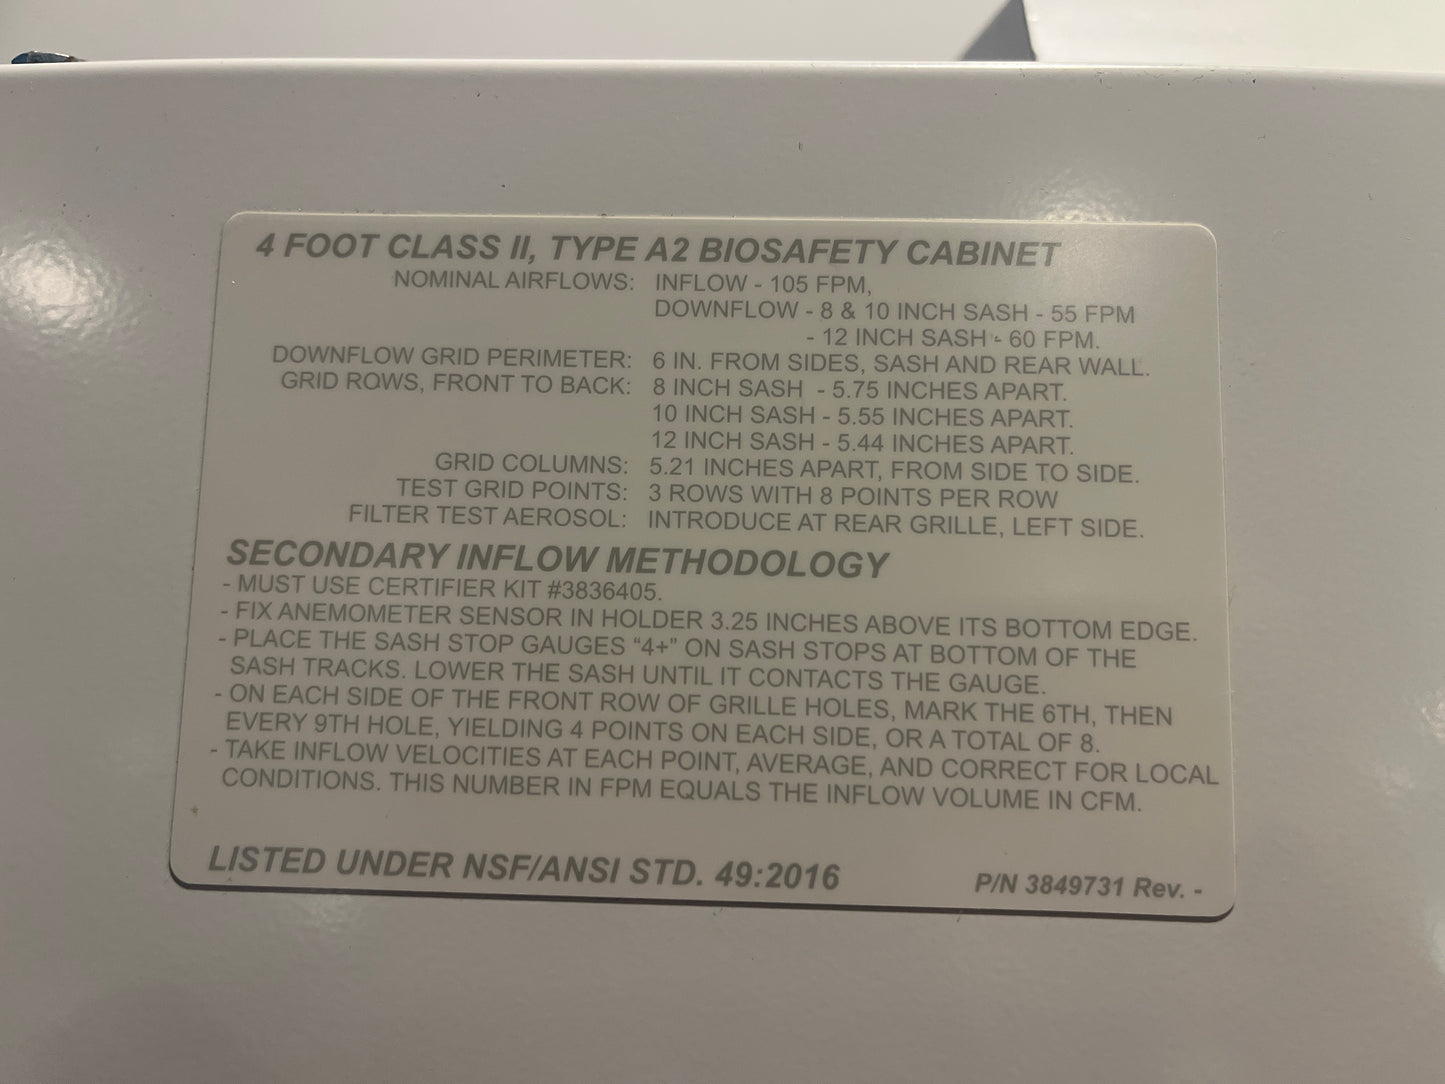 4 FOOT CLASS II, TYPE A2 BIOSAFETY CABINET
NOMINAL AIRFLOWS: INFLOW - 105 FPM,
DOWNFLOW - 8 & 10 INCH SASH - 55 FPM
- 12 INCH SASH - 60 FPM.
DOWNFLOW GRID PERIMETER: 6 IN. FROM SIDES, SASH AND REAR WALL.
GRID ROWS, FRONT TO BACK: 8 INCH SASH - 5.75 INCHES APART.
10 INCH SASH - 5.55 INCHES APART.
12 INCH SASH - 5.44 INCHES APART.
GRID COLUMNS: 5.21 INCHES APART, FROM SIDE TO SIDE.
TEST GRID POINTS: 3 ROWS WITH 8 POINTS PER ROW
FILTER TEST AEROSOL: INTRODUCE AT REAR GRILLE, LEFT SIDE.
SECONDARY INFLOW METHODOLOGY
- MUST USE CERTIFIER KIT #3836405.
- FIX ANEMOMETER SENSOR IN HOLDER 3.25 INCHES ABOVE ITS BOTTOM EDGE.
- PLACE THE SASH STOP GAUGES “4+” ON SASH STOPS AT BOTTOM OF THE
SASH TRACKS. LOWER THE SASH UNTIL IT CONTACTS THE GAUGE.
- ON EACH SIDE OF THE FRONT ROW OF GRILLE HOLES, MARK THE 6TH, THEN
EVERY 9TH HOLE, YIELDING 4 POINTS ON EACH SIDE, OR A TOTAL OF 8.
- TAKE INFLOW VELOCITIES AT EACH POINT, AVERAGE, AND CORRECT FOR LOCAL
CONDITIONS. THIS NUMBER IN FPM EQUALS THE INFLOW VOLUME IN CFM.
LISTED UNDER NSF/ANSI STD. 49:2016
P/N 3849731 Rev. -